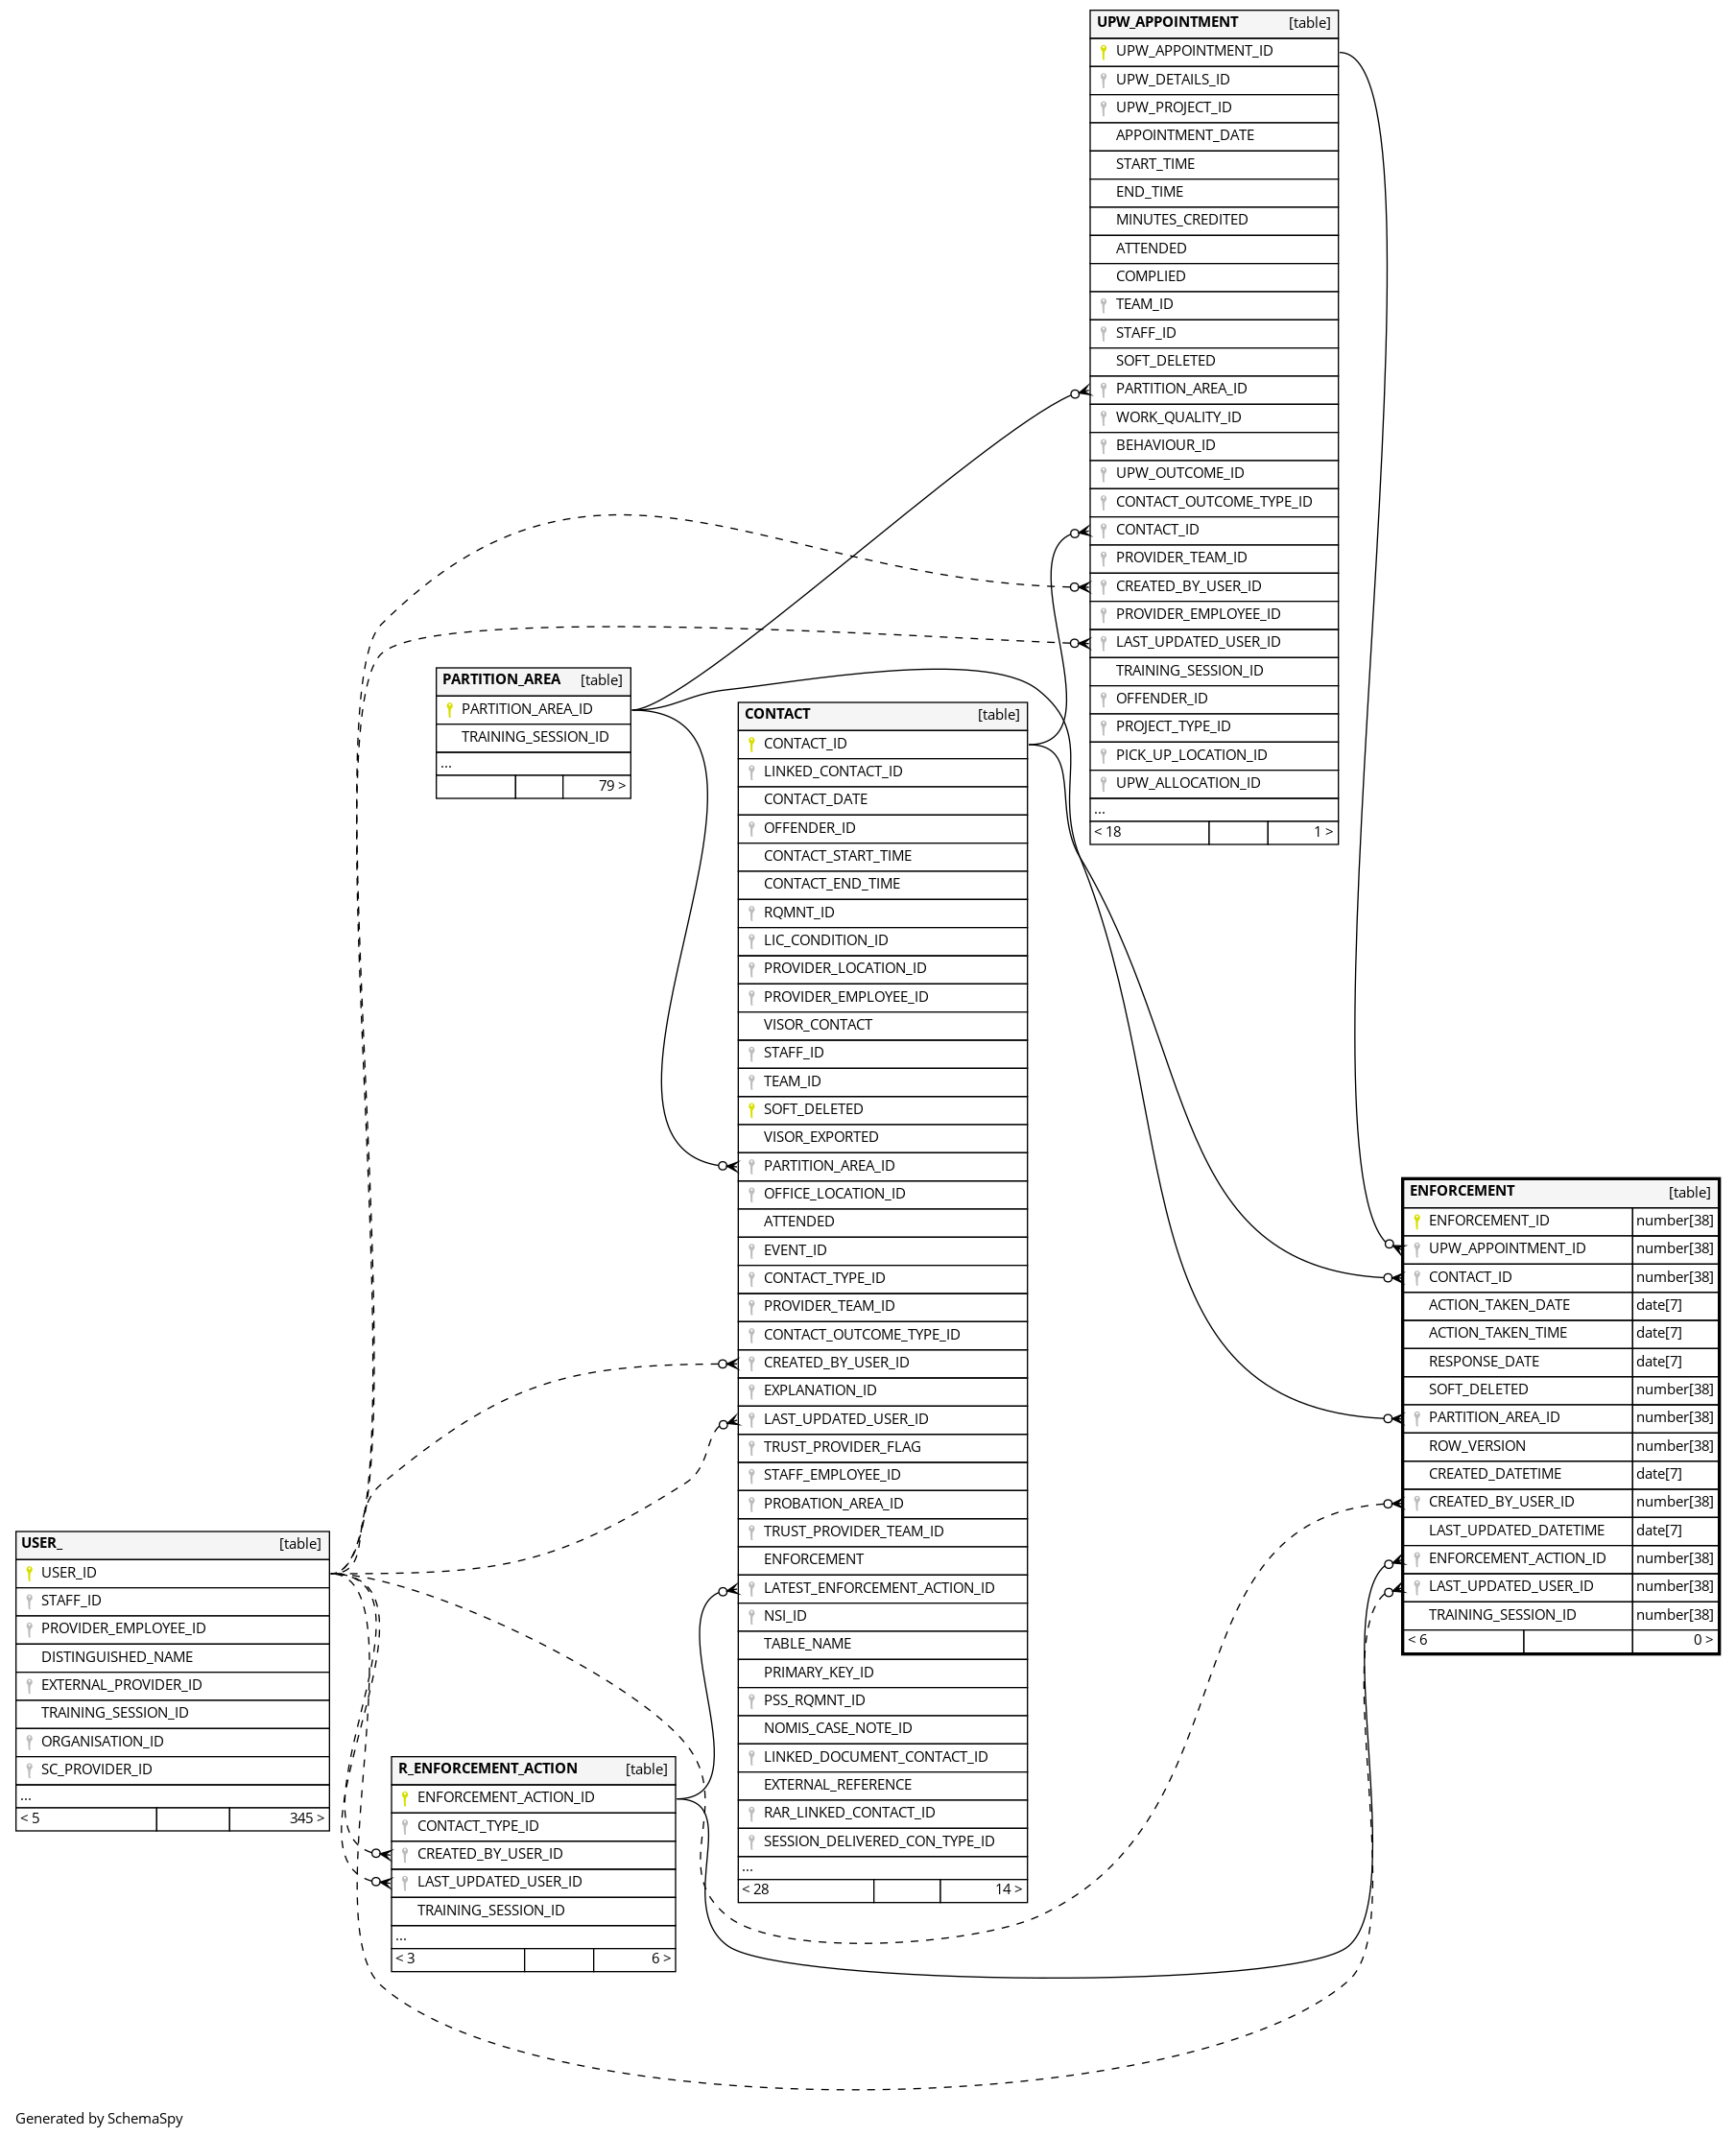 UPW_APPOINTMENT [table]
UPW_APPOINTMENT_ID
UPW_DETAILS_ID
UPW_PROJECT_ID
APPOINTMENT_DATE
START_TIME
END_TIME
MINUTES_CREDITED
ATTENDED
COMPLIED
TEAM_ID
STAFF_ID
SOFT_DELETED
PARTITION_AREA_ID
WORK_QUALITY_ID
BEHAVIOUR_ID
UPW_OUTCOME_ID
CONTACT_OUTCOME_TYPE_ID
CONTACT_ID
PROVIDER_TEAM_ID
CREATED_BY_USER_ID
PROVIDER_EMPLOYEE_ID
LAST_UPDATED_USER_ID
TRAINING_SESSION_ID
OFFENDER_ID
PROJECT_TYPE_ID
PICK_UP_LOCATION_ID
UPW_ALLOCATION_ID
...
< 18 1 >
PARTITION_AREA [table]
PARTITION_AREA_ID
TRAINING_SESSION_ID
...
79 >
CONTACT [table]
CONTACT_ID
LINKED_CONTACT_ID
CONTACT_DATE
OFFENDER_ID
CONTACT_START_TIME
CONTACT_END_TIME
RQMNT_ID
LIC_CONDITION_ID
PROVIDER_LOCATION_ID
PROVIDER_EMPLOYEE_ID
VISOR_CONTACT
STAFF_ID
TEAM_ID
SOFT_DELETED
VISOR_EXPORTED
PARTITION_AREA_ID
OFFICE_LOCATION_ID
ATTENDED
EVENT_ID
CONTACT_TYPE_ID
PROVIDER_TEAM_ID
CONTACT_OUTCOME_TYPE_ID
CREATED_BY_USER_ID
EXPLANATION_ID
LAST_UPDATED_USER_ID
TRUST_PROVIDER_FLAG
STAFF_EMPLOYEE_ID
PROBATION_AREA_ID
TRUST_PROVIDER_TEAM_ID
ENFORCEMENT
LATEST_ENFORCEMENT_ACTION_ID
NSI_ID
TABLE_NAME
PRIMARY_KEY_ID
PSS_RQMNT_ID
NOMIS_CASE_NOTE_ID
LINKED_DOCUMENT_CONTACT_ID
EXTERNAL_REFERENCE
RAR_LINKED_CONTACT_ID
SESSION_DELIVERED_CON_TYPE_ID
...
< 28 14 >
ENFORCEMENT [table]
ENFORCEMENT_ID number[38]
UPW_APPOINTMENT_ID number[38]
CONTACT_ID number[38]
ACTION_TAKEN_DATE date[7]
ACTION_TAKEN_TIME date[7]
RESPONSE_DATE date[7]
SOFT_DELETED number[38]
PARTITION_AREA_ID number[38]
ROW_VERSION number[38]
CREATED_DATETIME date[7]
CREATED_BY_USER_ID number[38]
LAST_UPDATED_DATETIME date[7]
ENFORCEMENT_ACTION_ID number[38]
LAST_UPDATED_USER_ID number[38]
TRAINING_SESSION_ID number[38]
< 6 0 >
USER_ [table]
USER_ID
STAFF_ID
PROVIDER_EMPLOYEE_ID
DISTINGUISHED_NAME
EXTERNAL_PROVIDER_ID
TRAINING_SESSION_ID
ORGANISATION_ID
SC_PROVIDER_ID
...
< 5 345 >
R_ENFORCEMENT_ACTION [table]
ENFORCEMENT_ACTION_ID
CONTACT_TYPE_ID
CREATED_BY_USER_ID
LAST_UPDATED_USER_ID
TRAINING_SESSION_ID
...
< 3 6 >
Generated by SchemaSpy